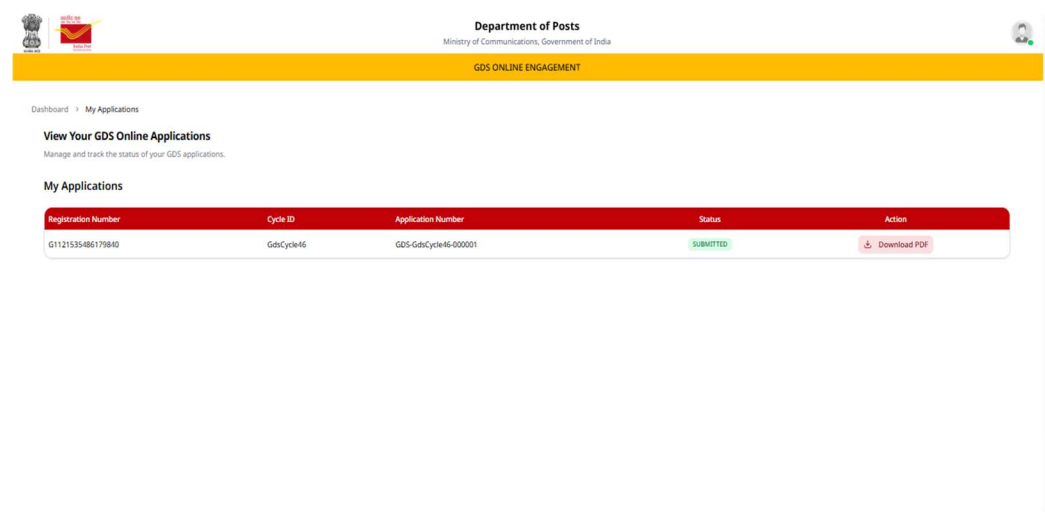 Department of Posts
Ministry of Communications, Government of India
India Post
GDS ONLINE ENGAGEMENT
Dashboard > My Applications
View Your GDS Online Applications
Manage and track the status of your GDS applications.
My Applications
Registration Number Cycle ID Application Number Status Action
G1121535486179840 GdsCycle46 GDS-GdsCycle46-000001 SUBMITTED Download PDF